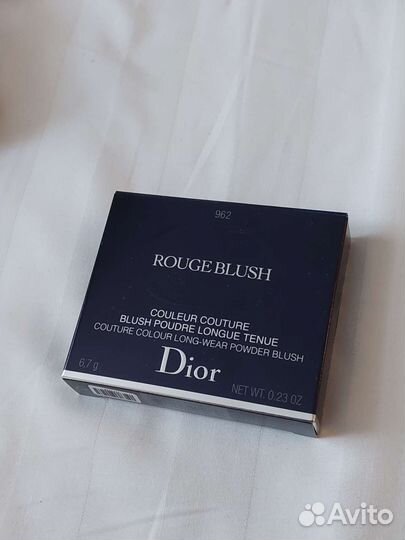 962
ROUGE BLUSH
COULEUR COUTURE
BLUSH POUDRE LONGUE TENUE
COUTURE COLOUR LONG-WEAR POWDER BLUSH
Dior
6.7 g
NET WT. 0.23 OZ
Avito